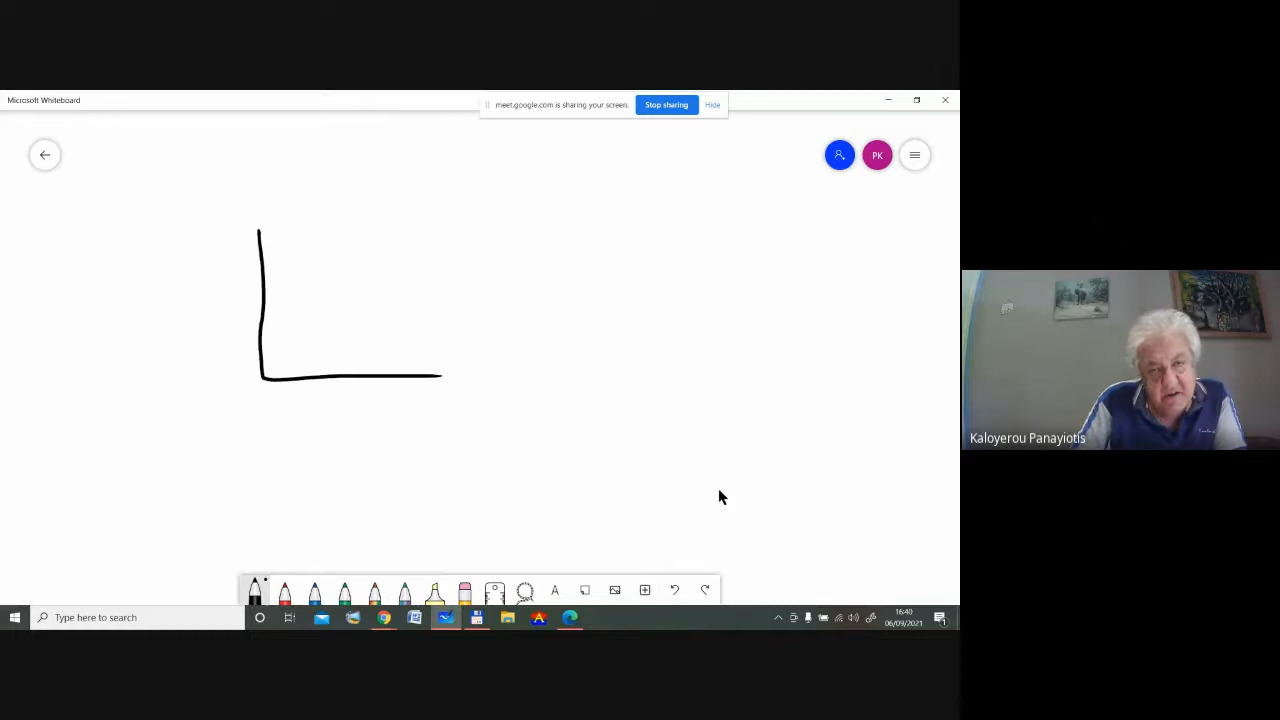 Microsoft Whiteboard
meet.google.com is sharing your screen.
Stop sharing
Hide
PK
Kaloyerou Panayiotis
A
Type here to search
16:40
06/09/2021